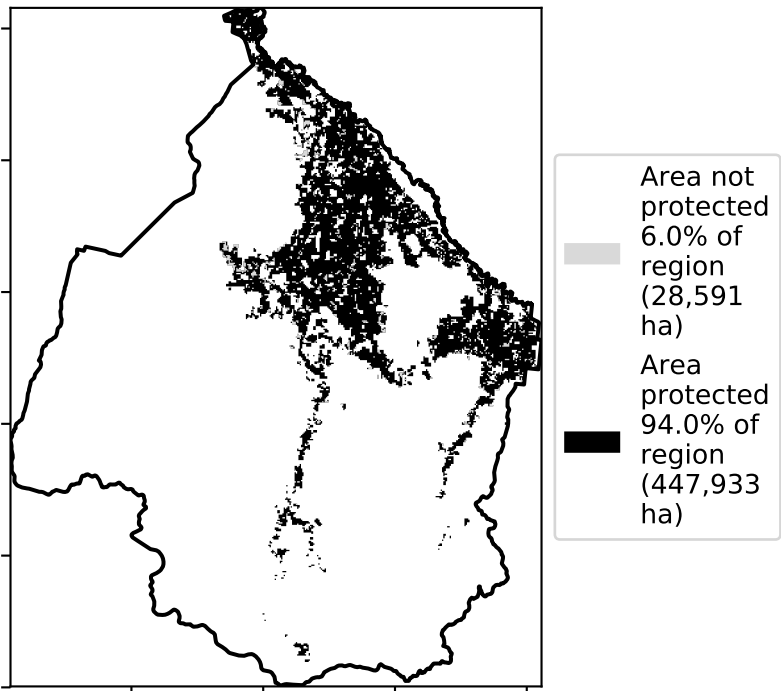 Area not
protected
6.0% of
region
(28,591
ha)
Area
protected
94.0% of
region
(447,933
ha)